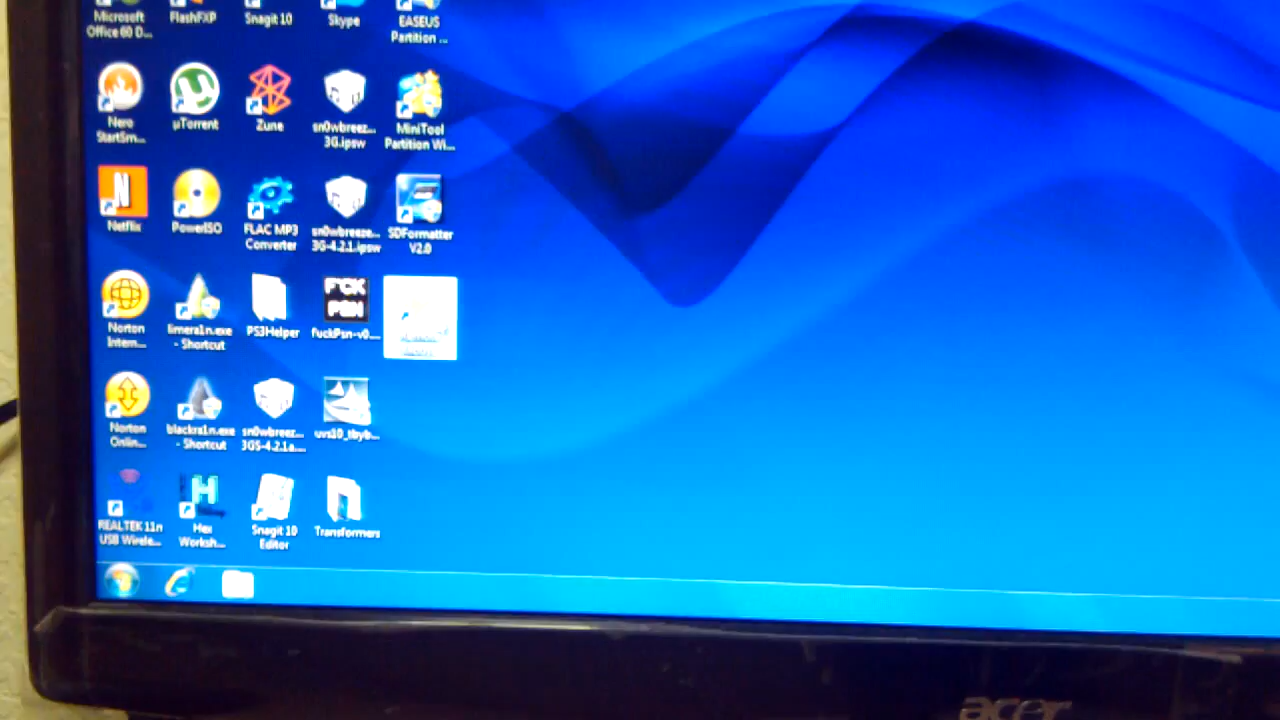 Microsoft
Office 60 D...
FlashFXP
Snagit 10
Skype
EASEUS
Partition ...
Nero
StartSm...
µTorrent
Zune
sn0wbreez...
3G.ipsw
MiniTool
Partition Wi...
N
Netflix
PowerISO
FLAC MP3
Converter
sn0wbreeze...
3G-4.2.1.ipsw
SDFormatter
V2.0
Norton
Intern...
limera1n.exe
- Shortcut
PS3Helper
F*CK
PSN
fuckPsn-v0...
Norton
Onlin...
blackra1n.exe
- Shortcut
sn0wbreez...
3GS-4.2.1a....
uvs10_tbyb...
REALTEK 11n
USB Wirele...
H
Hex
Worksh...
Snagit 10
Editor
Transformers
acer